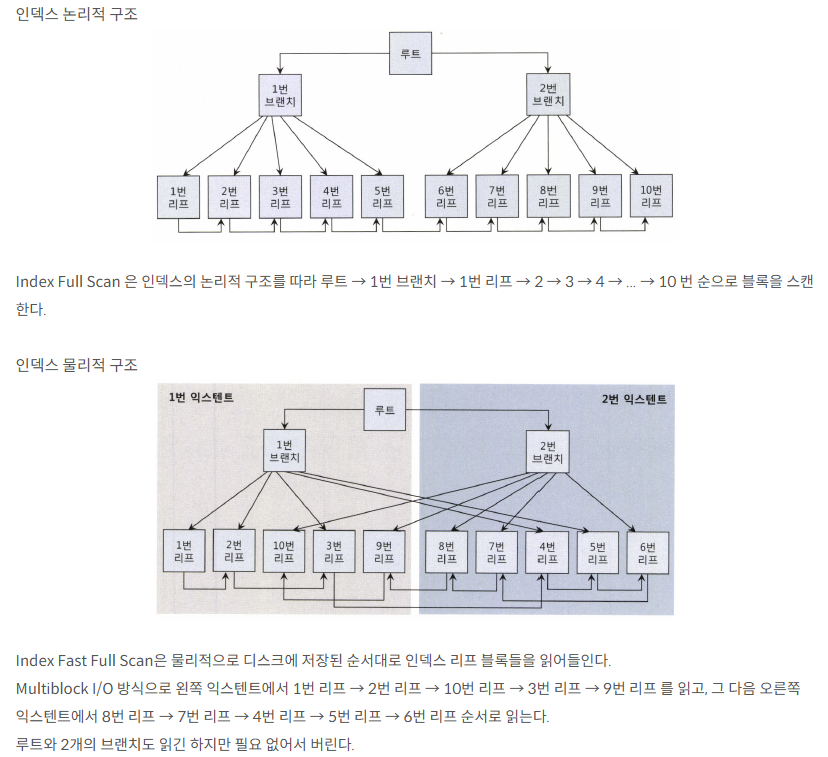 인덱스 논리적 구조
루트
1번
브랜치
2번
브랜치
1번
리프
2번
리프
3번
리프
4번
리프
5번
리프
6번
리프
7번
리프
8번
리프
9번
리프
10번
리프
Index Full Scan 은 인덱스의 논리적 구조를 따라 루트 → 1번 브랜치 → 1번 리프 → 2 → 3 → 4 → ... → 10 번 순으로 블록을 스캔
한다.
인덱스 물리적 구조
1번 익스텐트
루트
2번 익스텐트
1번
브랜치
2번
브랜치
1번
리프
2번
리프
10번
리프
3번
리프
9번
리프
8번
리프
7번
리프
4번
리프
5번
리프
6번
리프
Index Fast Full Scan은 물리적으로 디스크에 저장된 순서대로 인덱스 리프 블록들을 읽어들인다.
Multiblock I/O 방식으로 왼쪽 익스텐트에서 1번 리프 → 2번 리프 → 10번 리프 → 3번 리프 → 9번 리프 를 읽고, 그 다음 오른쪽
익스텐트에서 8번 리프 → 7번 리프 → 4번 리프 → 5번 리프 → 6번 리프 순서로 읽는다.
루트와 2개의 브랜치도 읽긴 하지만 필요 없어서 버린다.